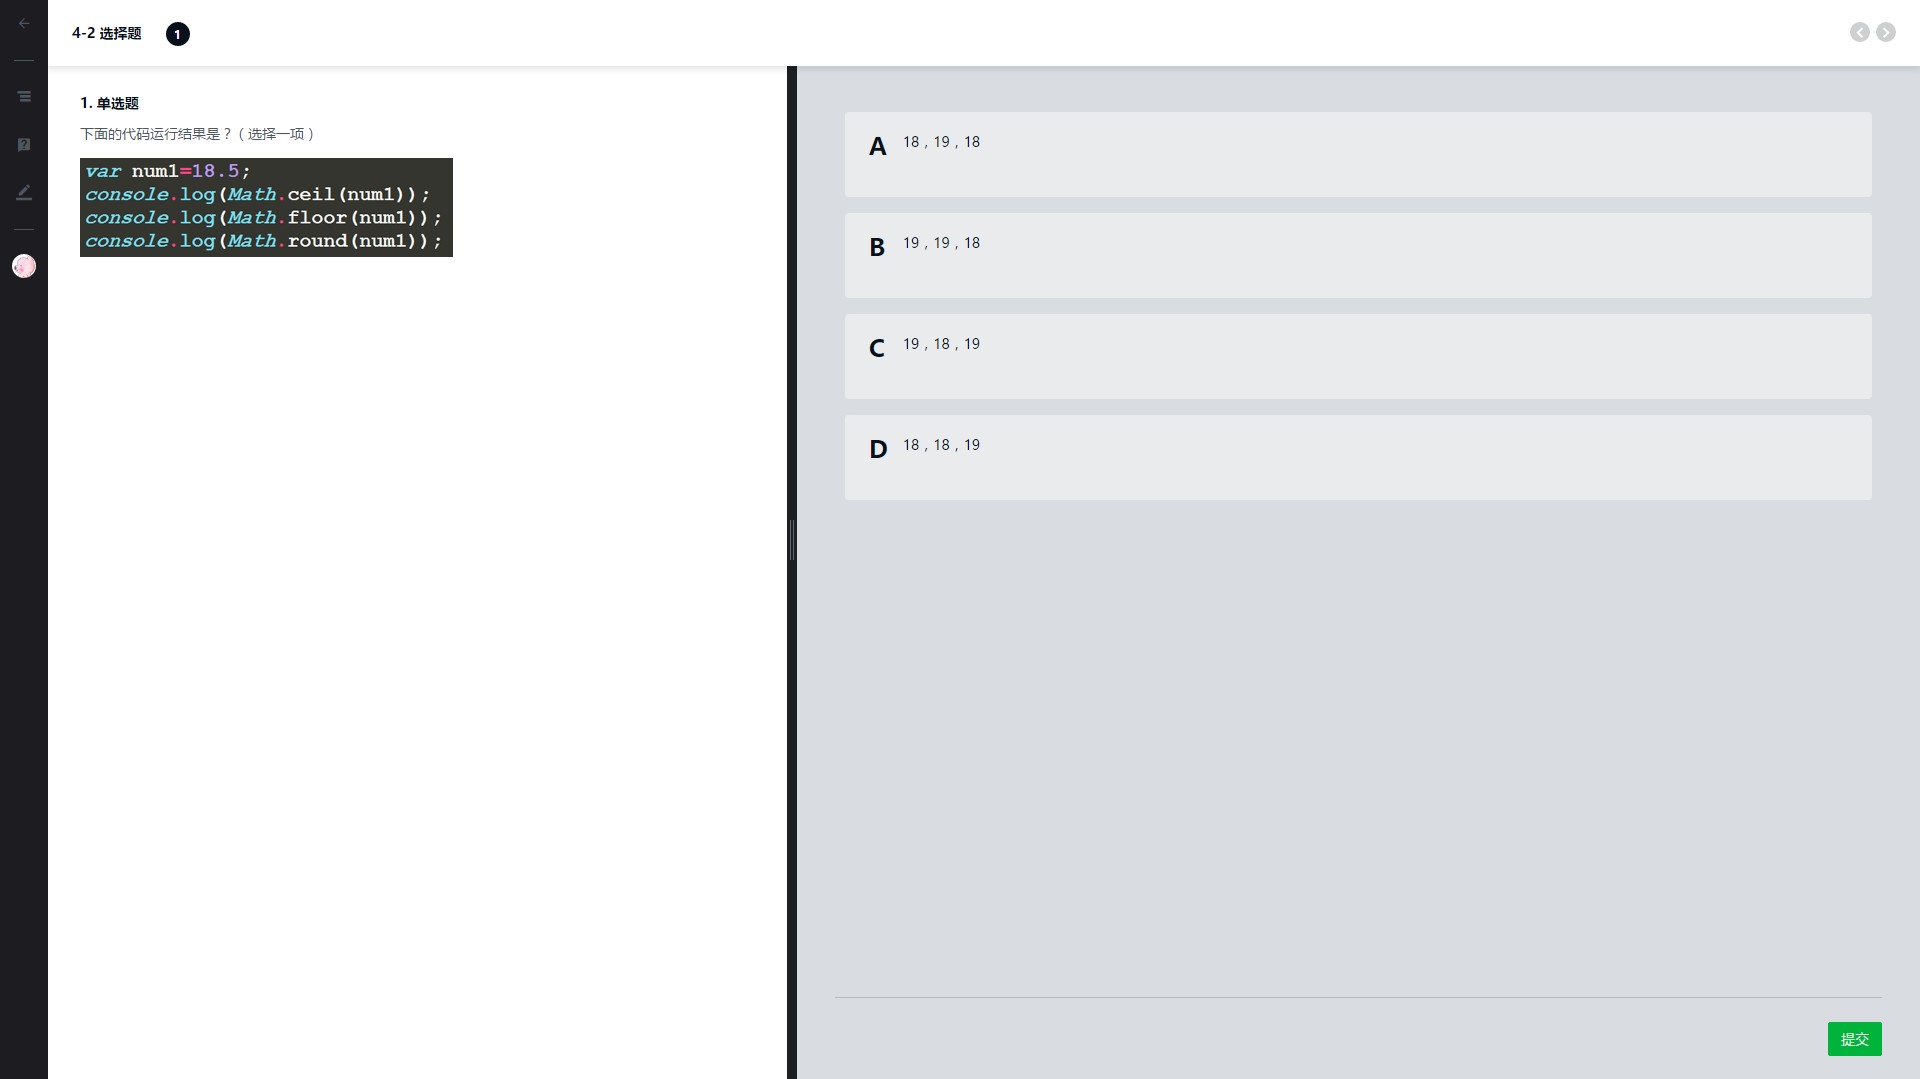 4-2 选择题
1
1. 单选题
下面的代码运行结果是？（选择一项）
var num1=18.5;
console.log(Math.ceil(num1));
console.log(Math.floor(num1));
console.log(Math.round(num1));
A 18，19，18
B 19，19，18
C 19，18，19
D 18，18，19
提交